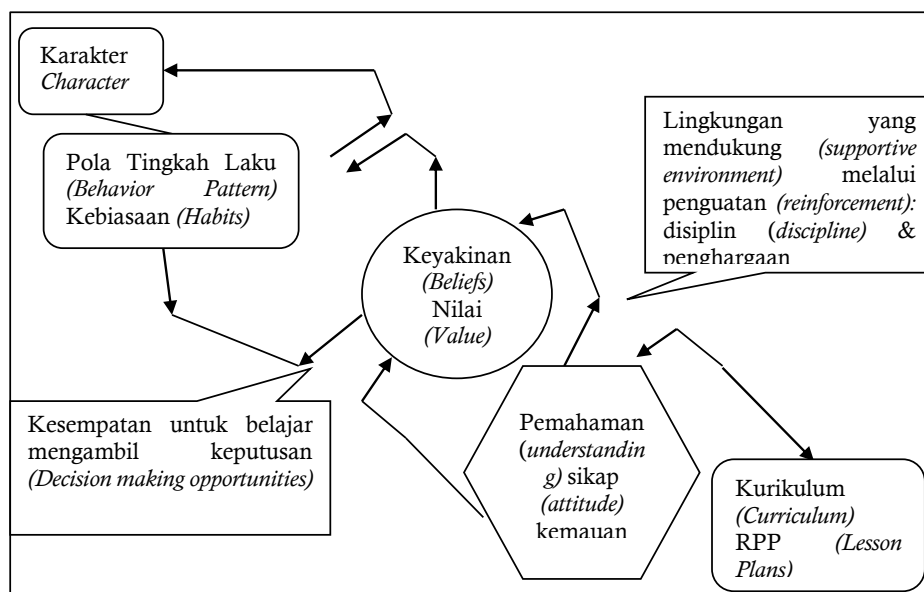 Karakter
Character
Pola Tingkah Laku
(Behavior Pattern)
Kebiasaan (Habits)
Lingkungan yang
mendukung (supportive
environment) melalui
penguatan (reinforcement):
disiplin (discipline) &
penghargaan
Keyakinan
(Beliefs)
Nilai
(Value)
Kesempatan untuk belajar
mengambil keputusan
(Decision making opportunities)
Pemahaman
(understandin
g) sikap
(attitude)
kemauan
Kurikulum
(Curriculum)
RPP (Lesson
Plans)